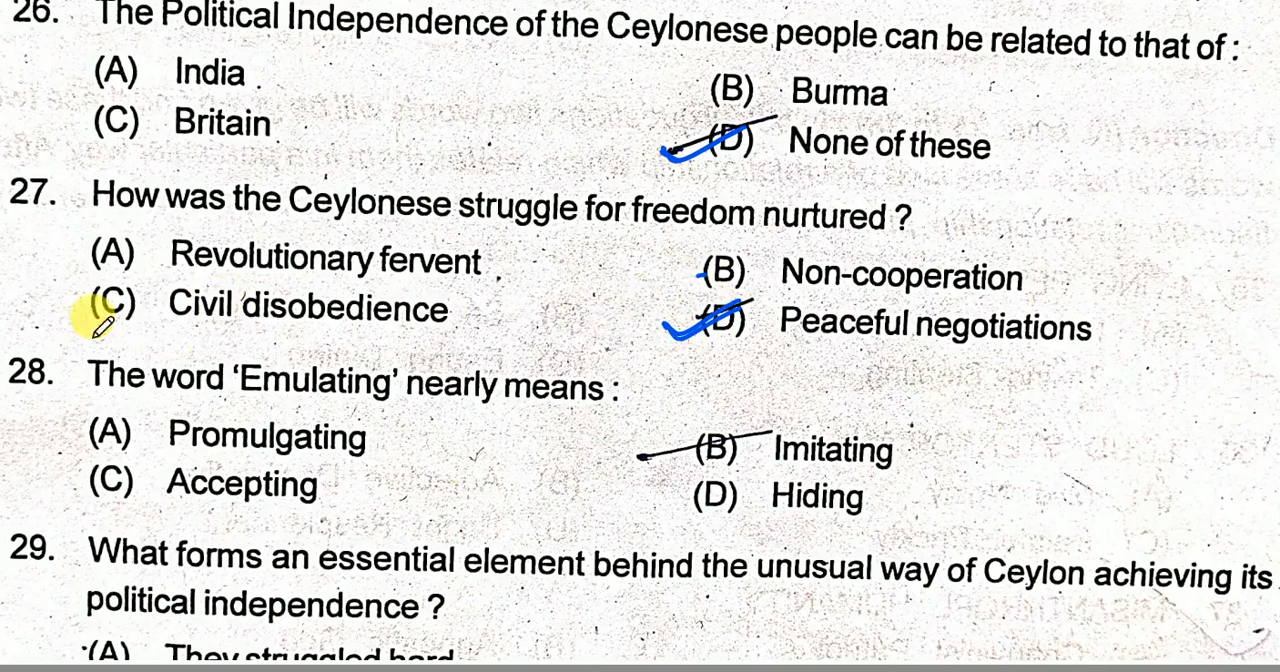 26. The Political Independence of the Ceylonese people can be related to that of :
(A) India .
(B) Burma
(C) Britain
(D) None of these
27. How was the Ceylonese struggle for freedom nurtured ?
(A) Revolutionary fervent
(B) Non-cooperation
(C) Civil disobedience
(D) Peaceful negotiations
28. The word ‘Emulating’ nearly means :
(A) Promulgating
(B) Imitating
(C) Accepting
(D) Hiding
29. What forms an essential element behind the unusual way of Ceylon achieving its
political independence ?
(A) They struggled hard